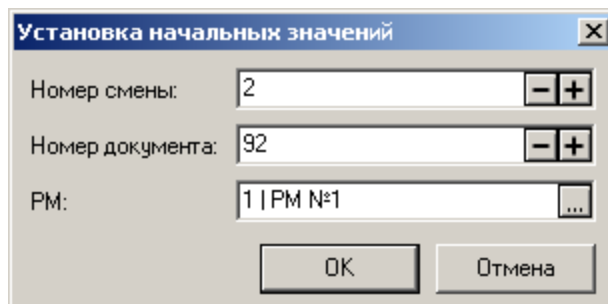 Установка начальных значений
Номер смены: 2
Номер документа: 92
РМ: 1 | РМ №1 ...
OK Отмена